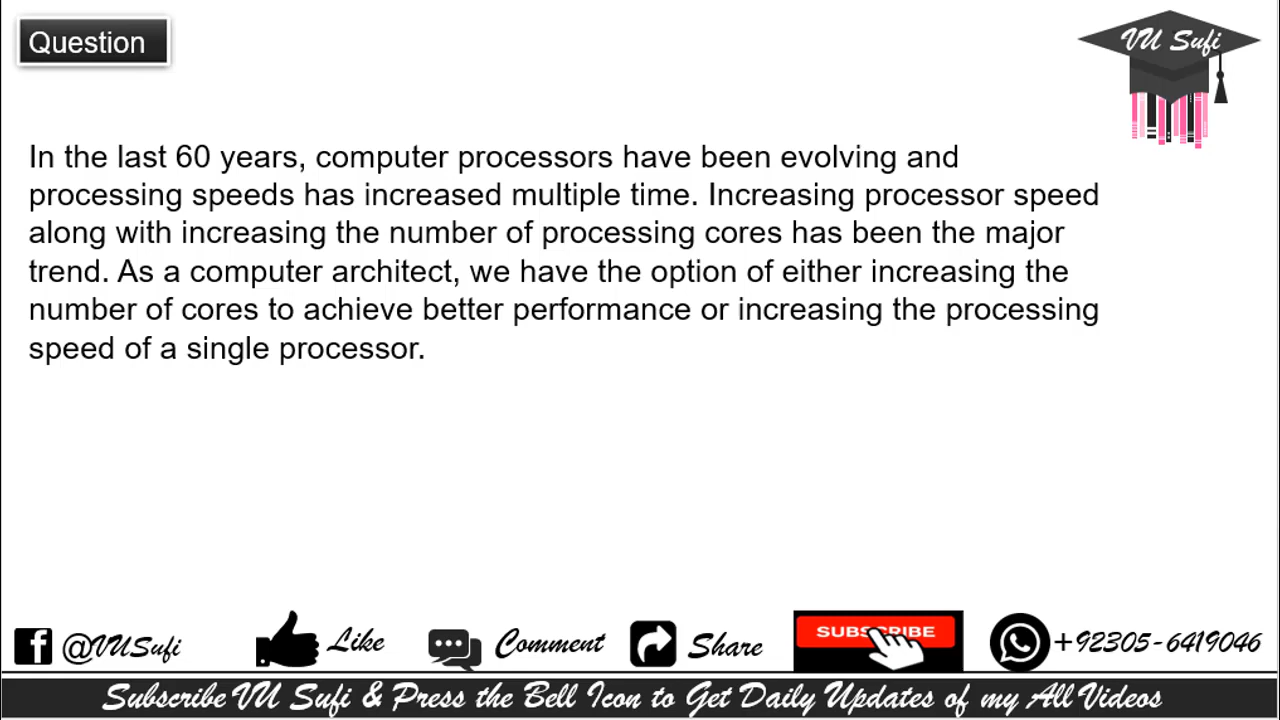 Question
VU Sufi
In the last 60 years, computer processors have been evolving and
processing speeds has increased multiple time. Increasing processor speed
along with increasing the number of processing cores has been the major
trend. As a computer architect, we have the option of either increasing the
number of cores to achieve better performance or increasing the processing
speed of a single processor.
@VUSufi Like Comment Share SUBSCRIBE +92305-6419046
Subscribe VU Sufi & Press the Bell Icon to Get Daily Updates of my All Videos